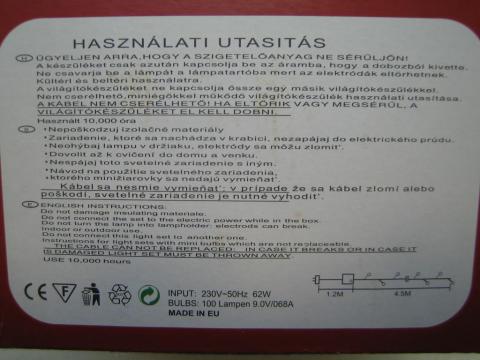 HASZNÁLATI UTASITÁS
H ÜGYELJEN ARRA,HOGY A SZIGETELŐANYAG NE SÉRÜLJÖN!
A készüléket csak azután kapcsolja be az áramba, hogy a dobozból kivette.
Ne csavarja be a lámpát a lámpatartóba mert az elektródák eltörhetnek.
Kültéri és beltéri használatra.
A világítókészüléket ne kapcsolja össze egy másik világítókészülékkel.
Nem cserélhető,miniégőkkel működő világítókészülék használati utasítása.
A KÁBEL NEM CSERÉLHETŐ! HA ELTÖRIK VAGY MEGSÉRÜL, A
VILÁGÍTÓKÉSZÜLÉKET EL KELL DOBNI.
Használt 10,000 óra
S •Nepoškodzuj izolačné materiály
•Zariadenie, ktoré sa nachádza v krabici, nezapájaj do elektického prúdu.
•Neohýbaj lampu v držiaku, elektródy sa môžu zlomit´.
•Dovolit až k cvičení do domu a venku.
•Nespájaj toto svetelné zariadenie s iným.
•Návod na použitie svetelného zariadenia,
ktorého minižiarovky sa nedajú vymieňat´.
Kábel sa nesmie vymieňat´; v prípade že sa kábel zlomí alebo
poškodí, svetelné zariadenie je nutné vyhodit´.
E ENGLISH INSTRUCTIONS:
Do not damage insulating materials.
Do not connect the set to the electric power while in the box.
Do not turn the lamp into lampholder: electrods can break.
Indoor or outdoor use.
Do not connect this light set to another one.
Instructions for light sets with mini bulbs which are not replaceable.
THE CABLE CAN NOT BE REPLACED: IN CASE IT BREAKS OR IN CASE IT
IS DAMAGED LIGHT SET MUST BE THROWN AWAY.
USE 10,000 hours
CE F
INPUT: 230V~50Hz 62W
BULBS: 100 Lampen 9.0V/068A
MADE IN EU
1.2M 4.5M